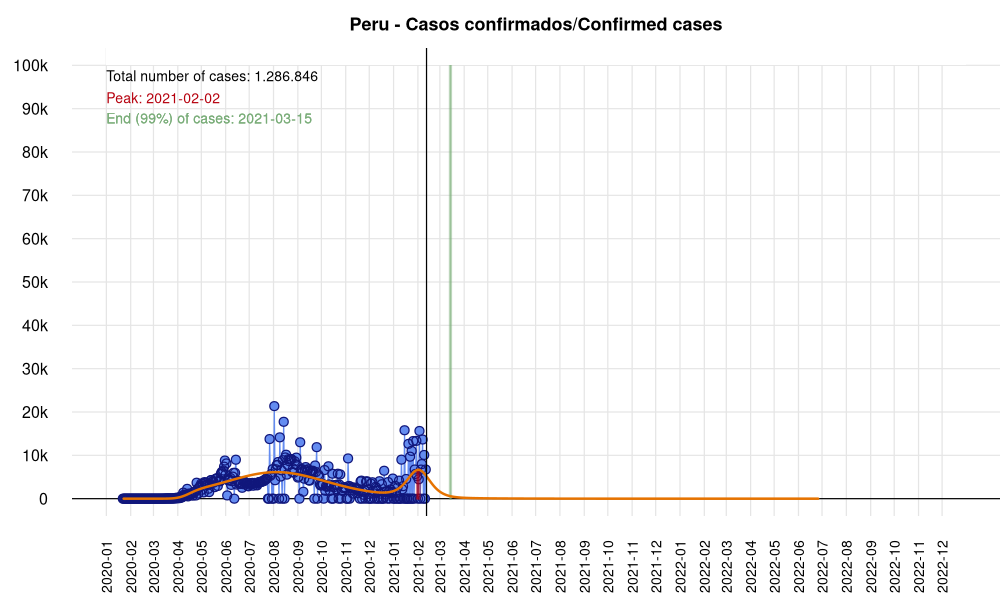 Peru - Casos confirmados/Confirmed cases
100k
90k
80k
70k
60k
50k
40k
30k
20k
10k
0
Total number of cases: 1.286.846
Peak: 2021-02-02
End (99%) of cases: 2021-03-15
2020-01
2020-02
2020-03
2020-04
2020-05
2020-06
2020-07
2020-08
2020-09
2020-10
2020-11
2020-12
2021-01
2021-02
2021-03
2021-04
2021-05
2021-06
2021-07
2021-08
2021-09
2021-10
2021-11
2021-12
2022-01
2022-02
2022-03
2022-04
2022-05
2022-06
2022-07
2022-08
2022-09
2022-10
2022-11
2022-12